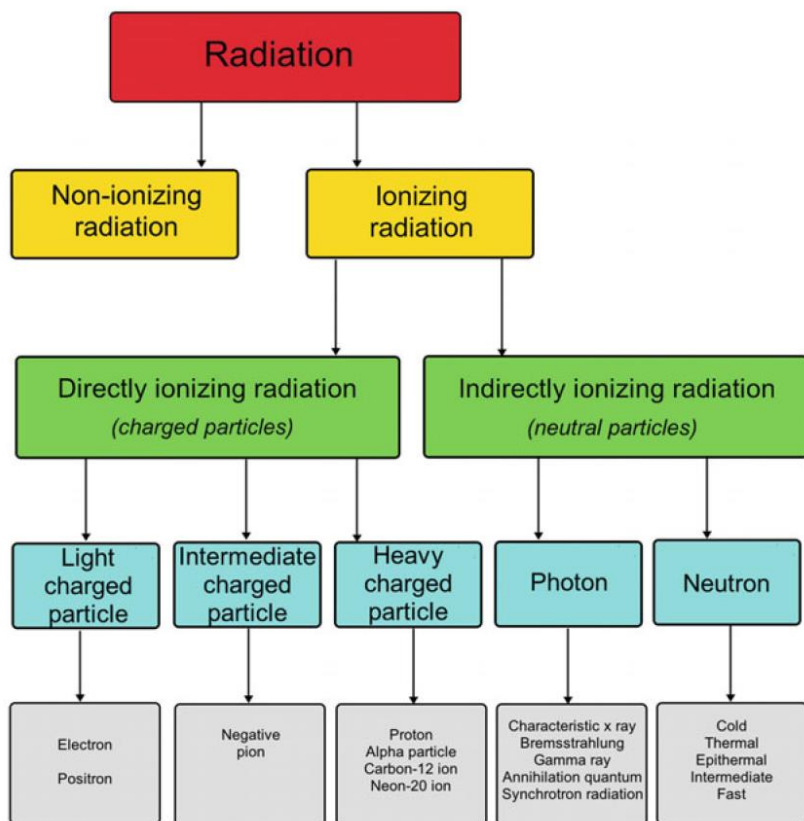 Radiation
Non-ionizing
radiation
Ionizing
radiation
Directly ionizing radiation
(charged particles)
Indirectly ionizing radiation
(neutral particles)
Light
charged
particle
Intermediate
charged
particle
Heavy
charged
particle
Photon
Neutron
Electron
Positron
Negative
pion
Proton
Alpha particle
Carbon-12 ion
Neon-20 ion
Characteristic x ray
Bremsstrahlung
Gamma ray
Annihilation quantum
Synchrotron radiation
Cold
Thermal
Epithermal
Intermediate
Fast